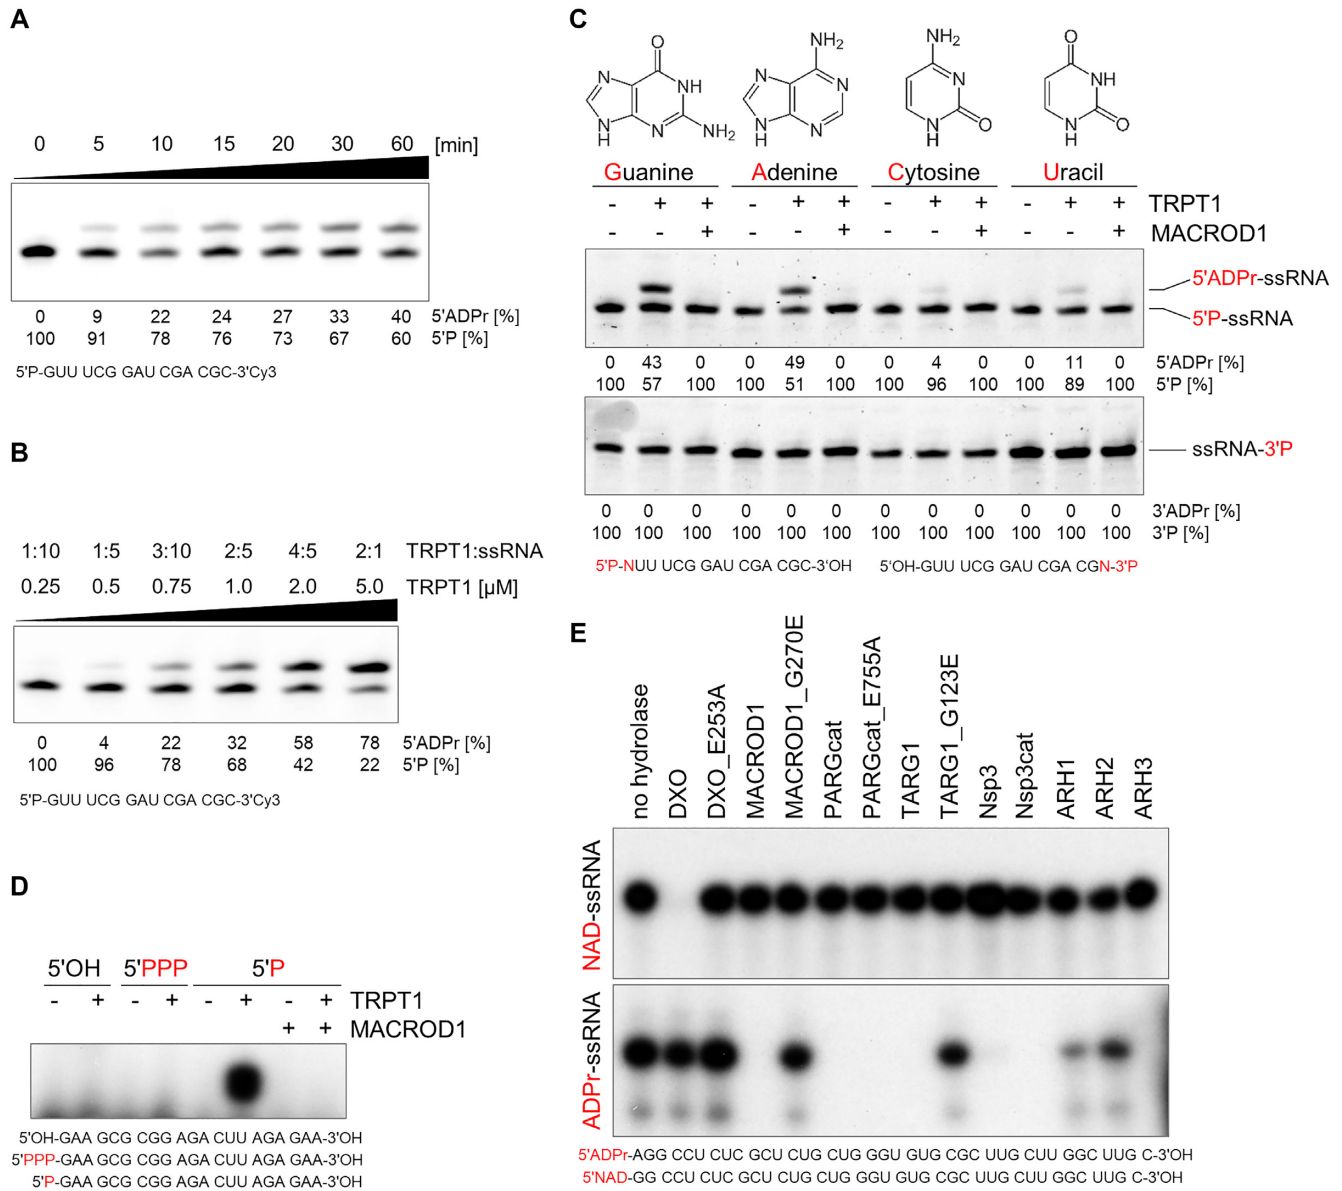 A
0 5 10 15 20 30 60 [min]
0 9 22 24 27 33 40 5'ADPr [%]
100 91 78 76 73 67 60 5'P [%]
5'P-GUU UCG GAU CGA CGC-3'Cy3
B
1:10 1:5 3:10 2:5 4:5 2:1 TRPT1:ssRNA
0.25 0.5 0.75 1.0 2.0 5.0 TRPT1 [µM]
0 4 22 32 58 78 5'ADPr [%]
100 96 78 68 42 22 5'P [%]
5'P-GUU UCG GAU CGA CGC-3'Cy3
C
O
N
NH
N
H
N
NH2
NH2
N
N
N
H
N
NH2
N
N
H
O
O
NH
N
H
O
Guanine Adenine Cytosine Uracil
- + + - + + - + + - + + TRPT1
- - + - - + - - + - - + MACROD1
5'ADPr-ssRNA
5'P-ssRNA
0 43 0 0 49 0 0 4 0 0 11 0 5'ADPr [%]
100 57 100 100 51 100 100 96 100 100 89 100 5'P [%]
ssRNA-3'P
0 0 0 0 0 0 0 0 0 0 0 0 3'ADPr [%]
100 100 100 100 100 100 100 100 100 100 100 100 3'P [%]
5'P-NUU UCG GAU CGA CGC-3'OH 5'OH-GUU UCG GAU CGA CGN-3'P
D
5'OH 5'PPP 5'P
- + - + - + - + TRPT1
+ + MACROD1
5'OH-GAA GCG CGG AGA CUU AGA GAA-3'OH
5'PPP-GAA GCG CGG AGA CUU AGA GAA-3'OH
5'P-GAA GCG CGG AGA CUU AGA GAA-3'OH
E
no hydrolase
DXO
DXO_E253A
MACROD1
MACROD1_G270E
PARGcat
PARGcat_E755A
TARG1
TARG1_G123E
Nsp3
Nsp3cat
ARH1
ARH2
ARH3
NAD-ssRNA
ADPr-ssRNA
5'ADPr-AGG CCU CUC GCU CUG CUG GGU GUG CGC UUG CUU GGC UUG C-3'OH
5'NAD-GG CCU CUC GCU CUG CUG GGU GUG CGC UUG CUU GGC UUG C-3'OH